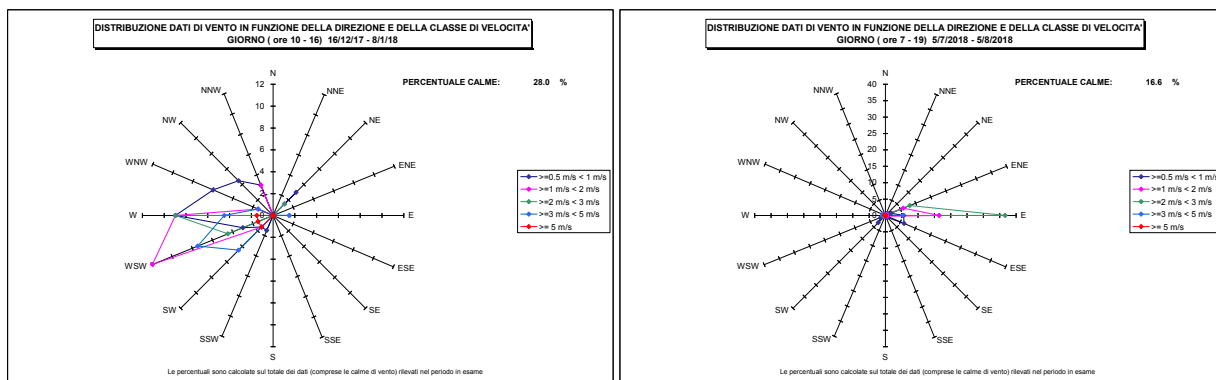 DISTRIBUZIONE DATI DI VENTO IN FUNZIONE DELLA DIREZIONE E DELLA CLASSE DI VELOCITA'
GIORNO ( ore 10 - 16) 16/12/17 - 8/1/18
PERCENTUALE CALME: 28.0 %
N
NNE
NE
ENE
E
ESE
SE
SSE
S
SSW
SW
WSW
W
WNW
NW
NNW
12
10
8
6
4
2
0
>=0.5 m/s < 1 m/s
>=1 m/s < 2 m/s
>=2 m/s < 3 m/s
>=3 m/s < 5 m/s
>= 5 m/s
Le percentuali sono calcolate sul totale dei dati (comprese le calme di vento) rilevati nel periodo in esame
DISTRIBUZIONE DATI DI VENTO IN FUNZIONE DELLA DIREZIONE E DELLA CLASSE DI VELOCITA'
GIORNO ( ore 7 - 19) 5/7/2018 - 5/8/2018
PERCENTUALE CALME: 16.6 %
N
NNE
NE
ENE
E
ESE
SE
SSE
S
SSW
SW
WSW
W
WNW
NW
NNW
40
35
30
25
20
15
10
5
0
>=0.5 m/s < 1 m/s
>=1 m/s < 2 m/s
>=2 m/s < 3 m/s
>=3 m/s < 5 m/s
>= 5 m/s
Le percentuali sono calcolate sul totale dei dati (comprese le calme di vento) rilevati nel periodo in esame